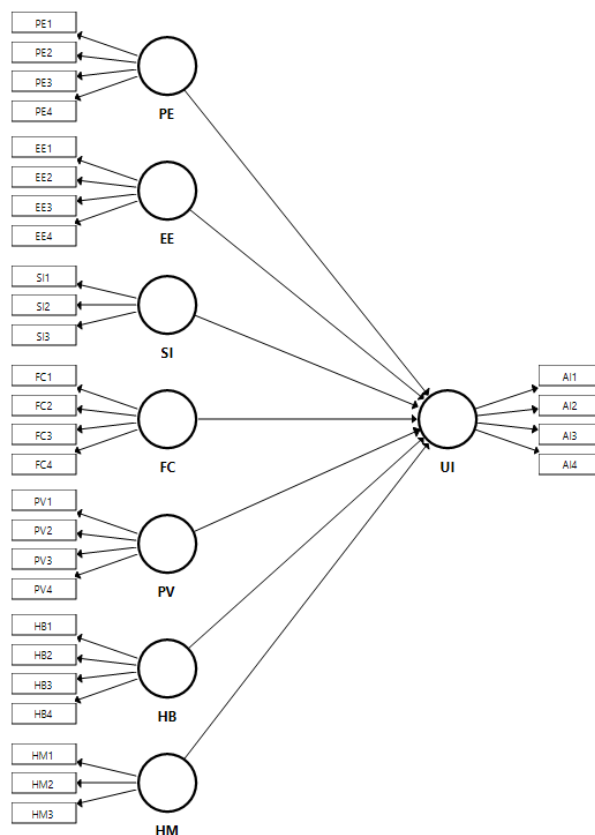 PE1
PE2
PE3
PE4
PE
EE1
EE2
EE3
EE4
EE
SI1
SI2
SI3
SI
FC1
FC2
FC3
FC4
FC
AI1
AI2
AI3
AI4
UI
PV1
PV2
PV3
PV4
PV
HB1
HB2
HB3
HB4
HB
HM1
HM2
HM3
HM